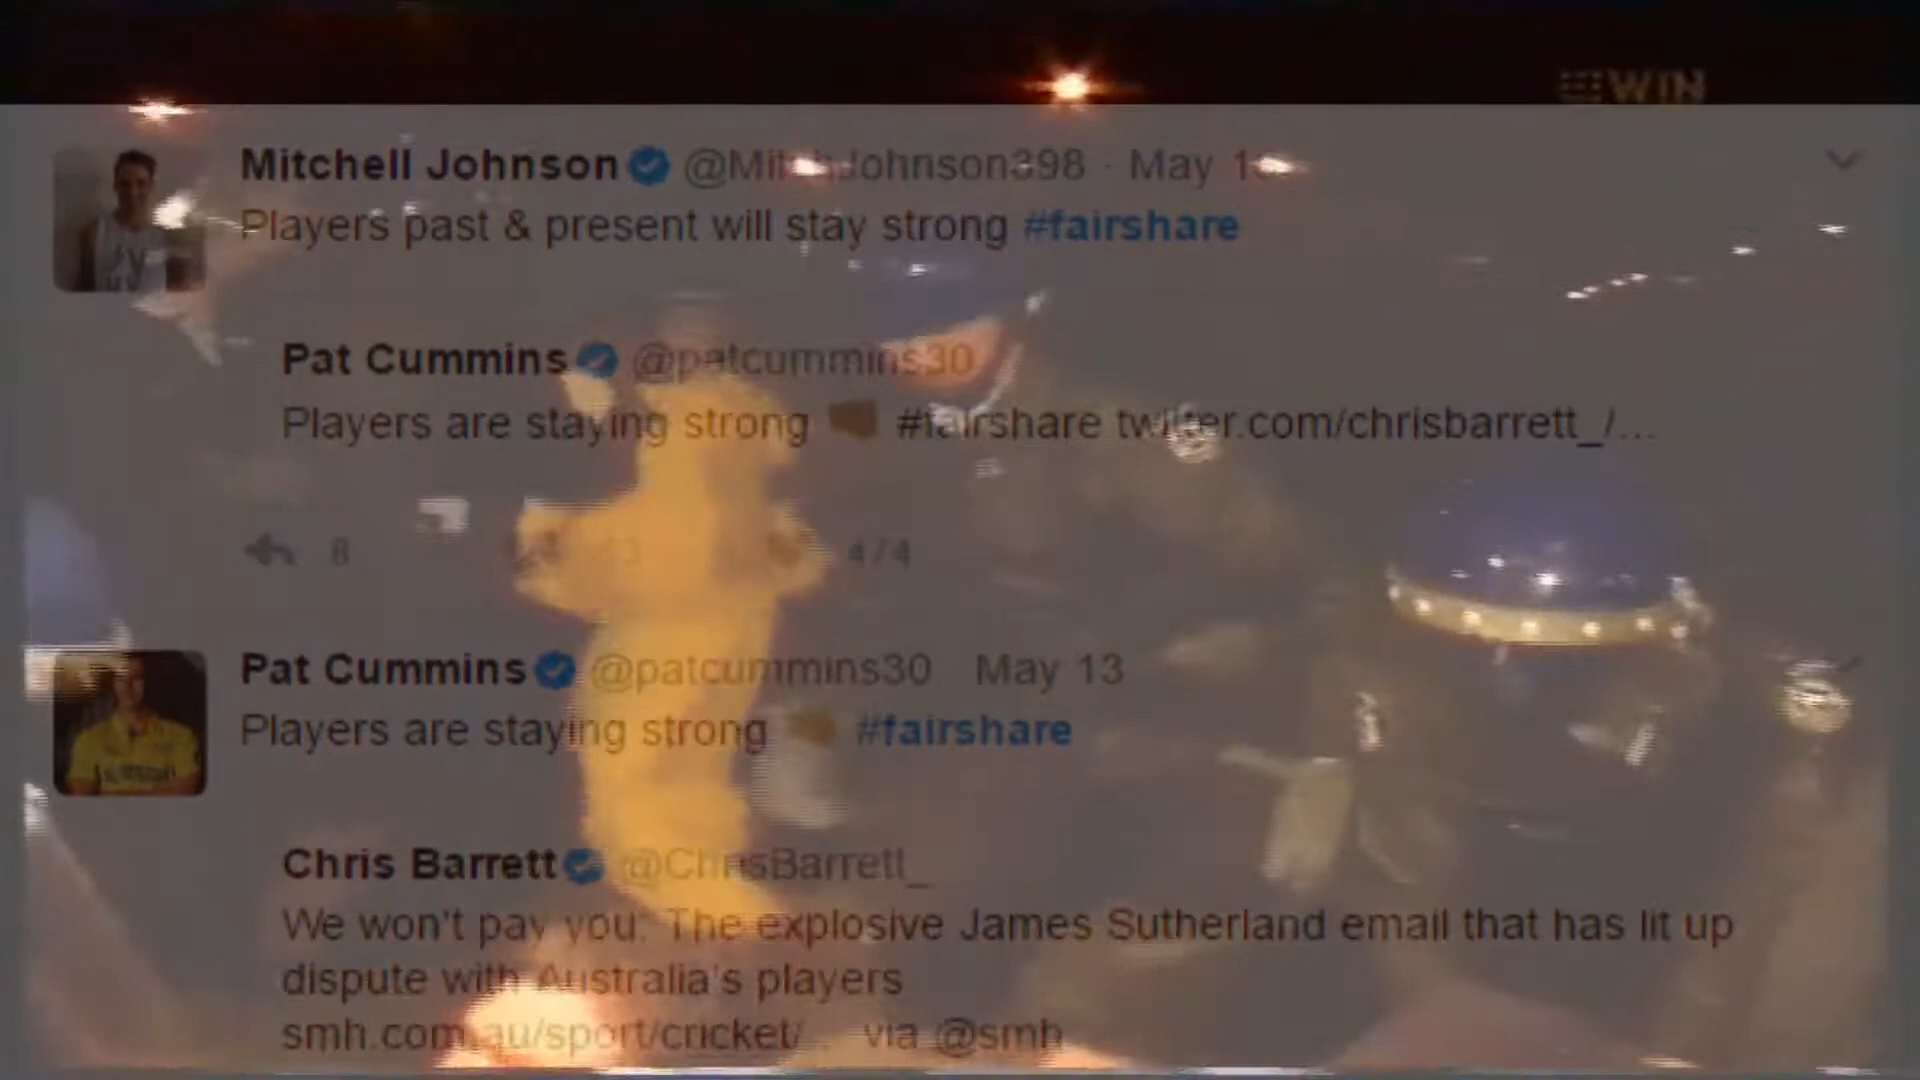 WIN
Mitchell Johnson @MitchJohnson398 · May
Players past & present will stay strong #fairshare
Pat Cummins @patcummins30
Players are staying strong #fairshare twitter.com/chrisbarrett_/...
8 474
Pat Cummins @patcummins30 May 13
Players are staying strong #fairshare
Chris Barrett @ChrisBarrett_
We won't pay you: The explosive James Sutherland email that has lit up
dispute with Australia's players
smh.com.au/sport/cricket/ via @smh